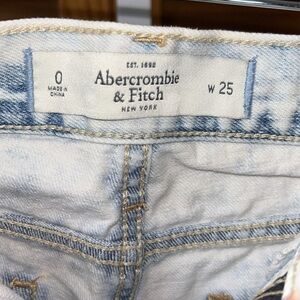 EST. 1892
0
MADE IN
CHINA
Abercrombie
& Fitch
NEW YORK
W 25